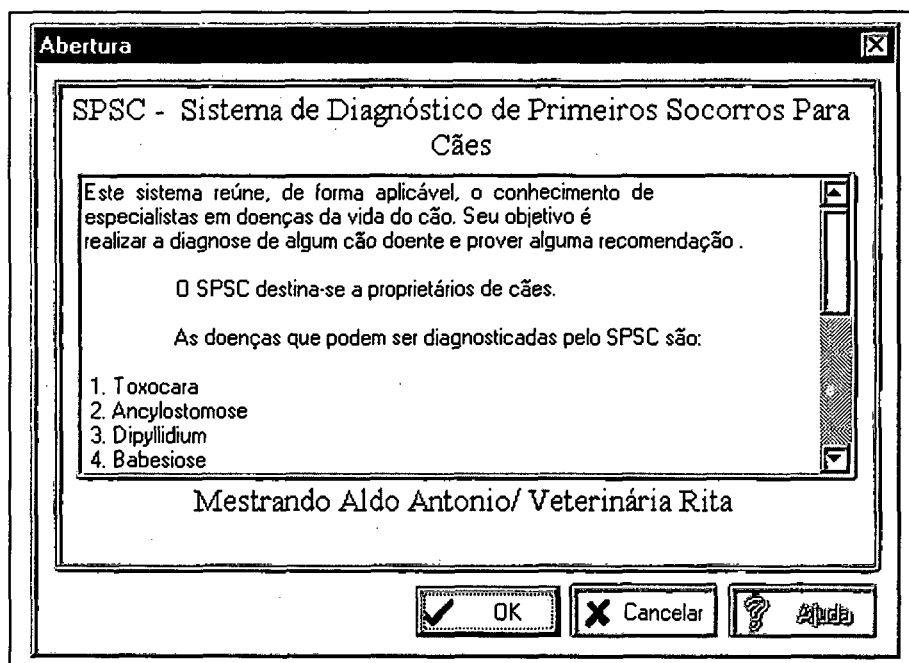 Abertura
SPSC - Sistema de Diagnóstico de Primeiros Socorros Para
Cães
Este sistema reúne, de forma aplicável, o conhecimento de
especialistas em doenças da vida do cão. Seu objetivo é
realizar a diagnose de algum cão doente e prover alguma recomendação .
O SPSC destina-se a proprietários de cães.
As doenças que podem ser diagnosticadas pelo SPSC são:
1. Toxocara
2. Ancylostomose
3. Dipyllidium
4. Babesiose
Mestrando Aldo Antonio/ Veterinária Rita
OK Cancelar Ajuda